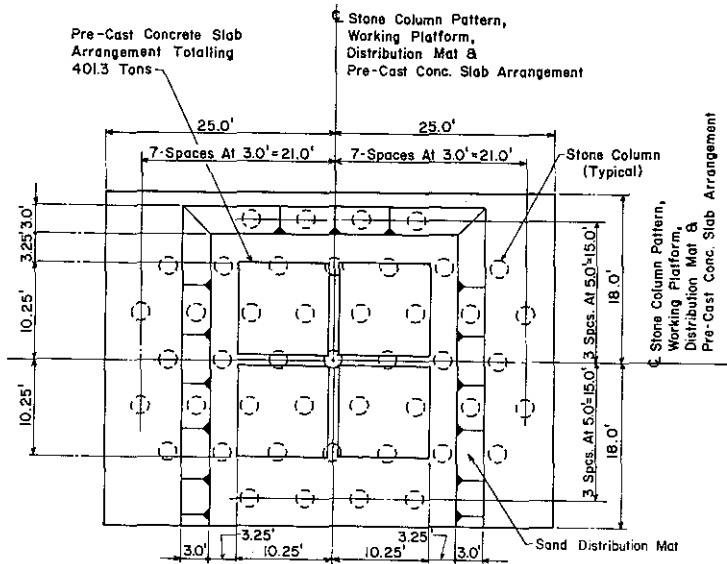 Pre-Cast Concrete Slab
Arrangement Totalling
401.3 Tons
℄ Stone Column Pattern,
Working Platform,
Distribution Mat &
Pre-Cast Conc. Slab Arrangement
25.0'
25.0'
7-Spaces At 3.0'=21.0'
7-Spaces At 3.0'=21.0'
Stone Column
(Typical)
3.0'
3.25'
10.25'
10.25'
3 Spcs. At 5.0'=15.0'
3 Spcs. At 5.0'=15.0'
18.0'
18.0'
℄ Stone Column Pattern,
Working Platform,
Distribution Mat &
Pre-Cast Conc. Slab Arrangement
3.25'
3.25'
3.0'
10.25'
10.25'
3.0'
Sand Distribution Mat